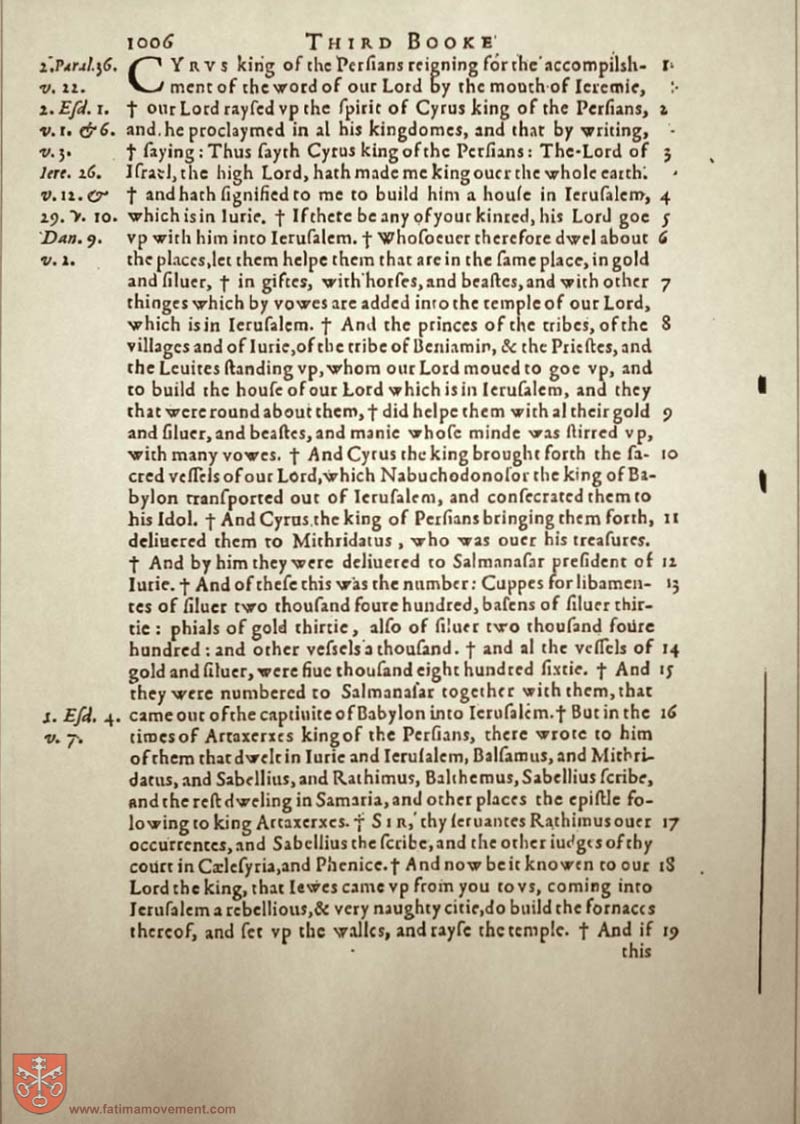 1006 THIRD BOOKE
2. Paral. 36. CYRVS king of the Perſians reigning for the accompliſh- 1
v. 22. ment of the word of our Lord by the mouth of Ieremie,
2. Eſd. 1. † our Lord rayſed vp the ſpirit of Cyrus king of the Perſians, 2
v. 1. & 6. and he proclaymed in al his kingdomes, and that by writing,
v. 3. † ſaying: Thus ſayth Cyrus king of the Perſians: The Lord of 3
Iere. 26. Iſrael, the high Lord, hath made me king ouer the whole earth:
v. 12. & † and hath ſignified to me to build him a houſe in Ieruſalem, 4
29. v. 10. which is in Iurie. † If there be any of your kinred, his Lord goe 5
Dan. 9. vp with him into Ieruſalem. † Whoſoeuer therefore dwel about 6
v. 2. the places, let them helpe them that are in the ſame place, in gold
and ſiluer, † in giftes, with horſes, and beaſtes, and with other 7
thinges which by vowes are added into the temple of our Lord,
which is in Ieruſalem. † And the princes of the tribes, of the 8
villages and of Iurie, of the tribe of Beniamin, & the Prieſtes, and
the Leuites ſtanding vp, whom our Lord moued to goe vp, and
to build the houſe of our Lord which is in Ieruſalem, and they
that were round about them, † did helpe them with al their gold 9
and ſiluer, and beaſtes, and manie whoſe minde was ſtirred vp,
with many vowes. † And Cyrus the king brought forth the ſa- 10
cred veſſels of our Lord, which Nabuchodonoſor the king of Ba-
bylon tranſported out of Ieruſalem, and conſecrated them to
his Idol. † And Cyrus the king of Perſians bringing them forth, 11
deliuered them to Mithridatus, who was ouer his treaſures.
† And by him they were deliuered to Salmanaſar preſident of 12
Iurie. † And of theſe this was the number: Cuppes for libamen- 13
tes of ſiluer two thouſand foure hundred, baſens of ſiluer thir-
tie: phials of gold thirtie, alſo of ſiluer two thouſand foure
hundred: and other veſsels a thouſand. † and al the veſſels of 14
gold and ſiluer, were fiue thouſand eight hundred ſixtie. † And 15
they were numbered to Salmanaſar together with them, that
1. Eſd. 4. came out of the captiuite of Babylon into Ieruſalem. † But in the 16
v. 7. times of Artaxerxes king of the Perſians, there wrote to him
of them that dwelt in Iurie and Ieruſalem, Balſamus, and Mithri-
datus, and Sabellius, and Rathimus, Balthemus, Sabellius ſcribe,
and the reſt dweling in Samaria, and other places the epiſtle fo-
lowing to king Artaxerxes. † SIR, thy ſeruantes Rathimus ouer 17
occurrentes, and Sabellius the ſcribe, and the other iudges of thy
court in Cæleſyria, and Phenice. † And now be it knowen to our 18
Lord the king, that Iewes came vp from you to vs, coming into
Ieruſalem a rebellious, & very naughty citie, do build the fornaces
thereof, and ſet vp the walles, and rayſe the temple. † And if 19
this
www.fatimamovement.com